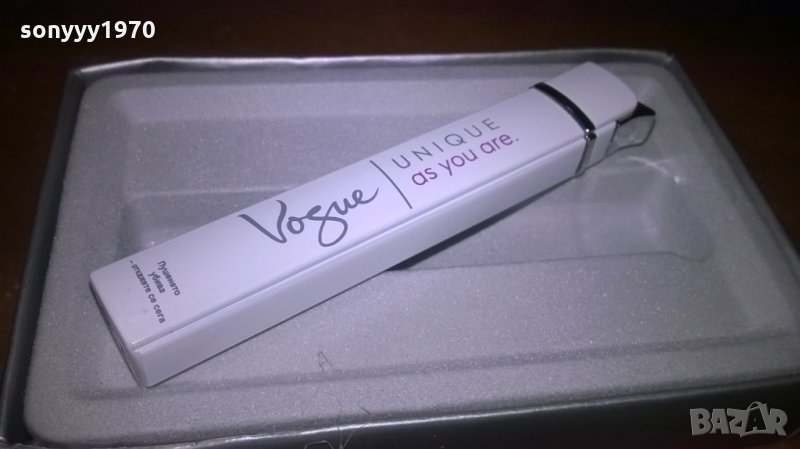 sonyyy1970
Vogue
UNIQUE
as you are.
Пушенето
убива
- откажете се сега
BAZAR